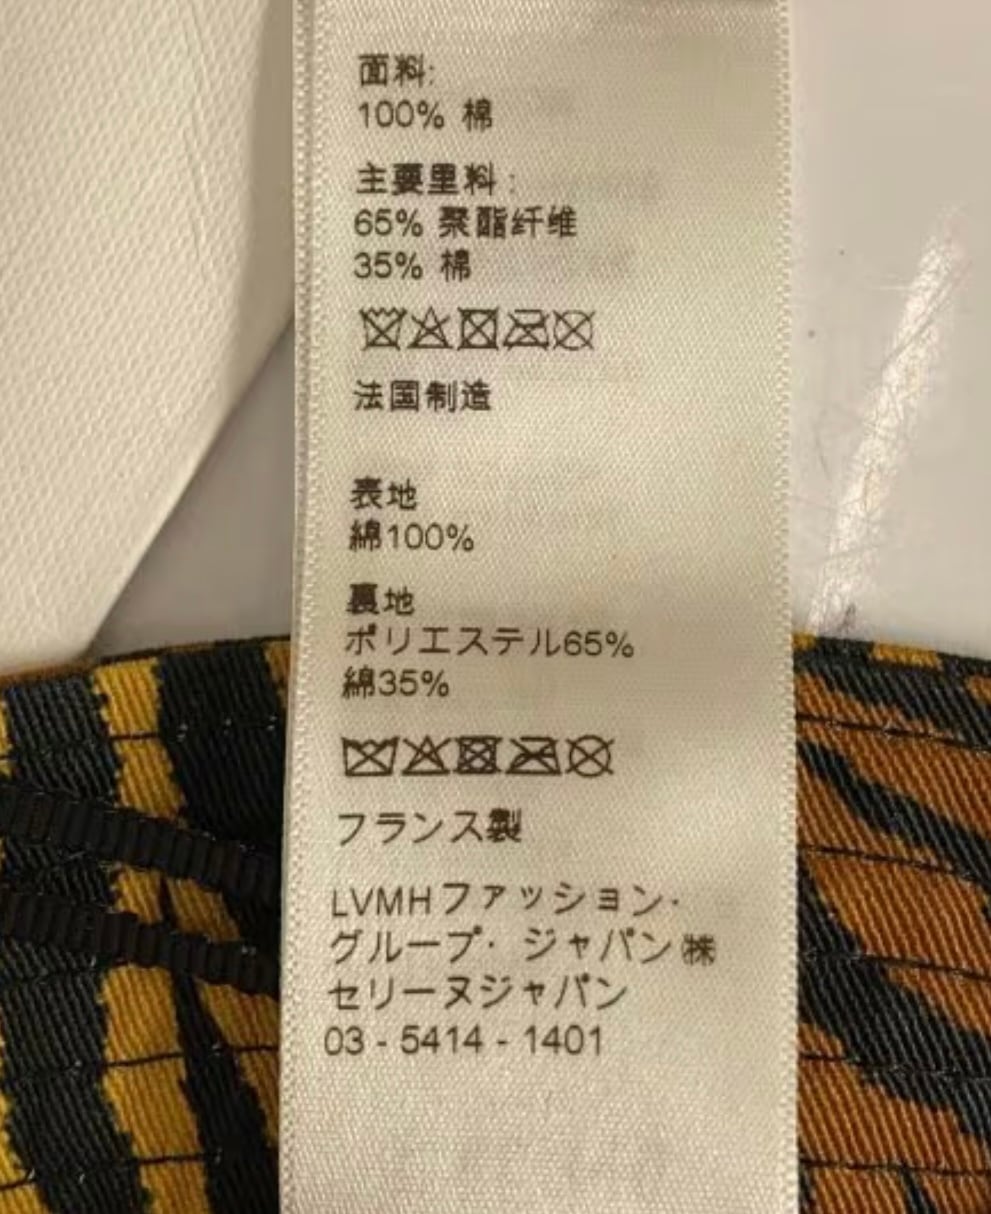 面料:
100% 棉
主要里料:
65% 聚酯纤维
35% 棉
法国制造
表地
綿100%
裏地
ポリエステル65%
綿35%
フランス製
LVMHファッション・
グループ・ジャパン㈱
セリーヌジャパン
03 - 5414 - 1401